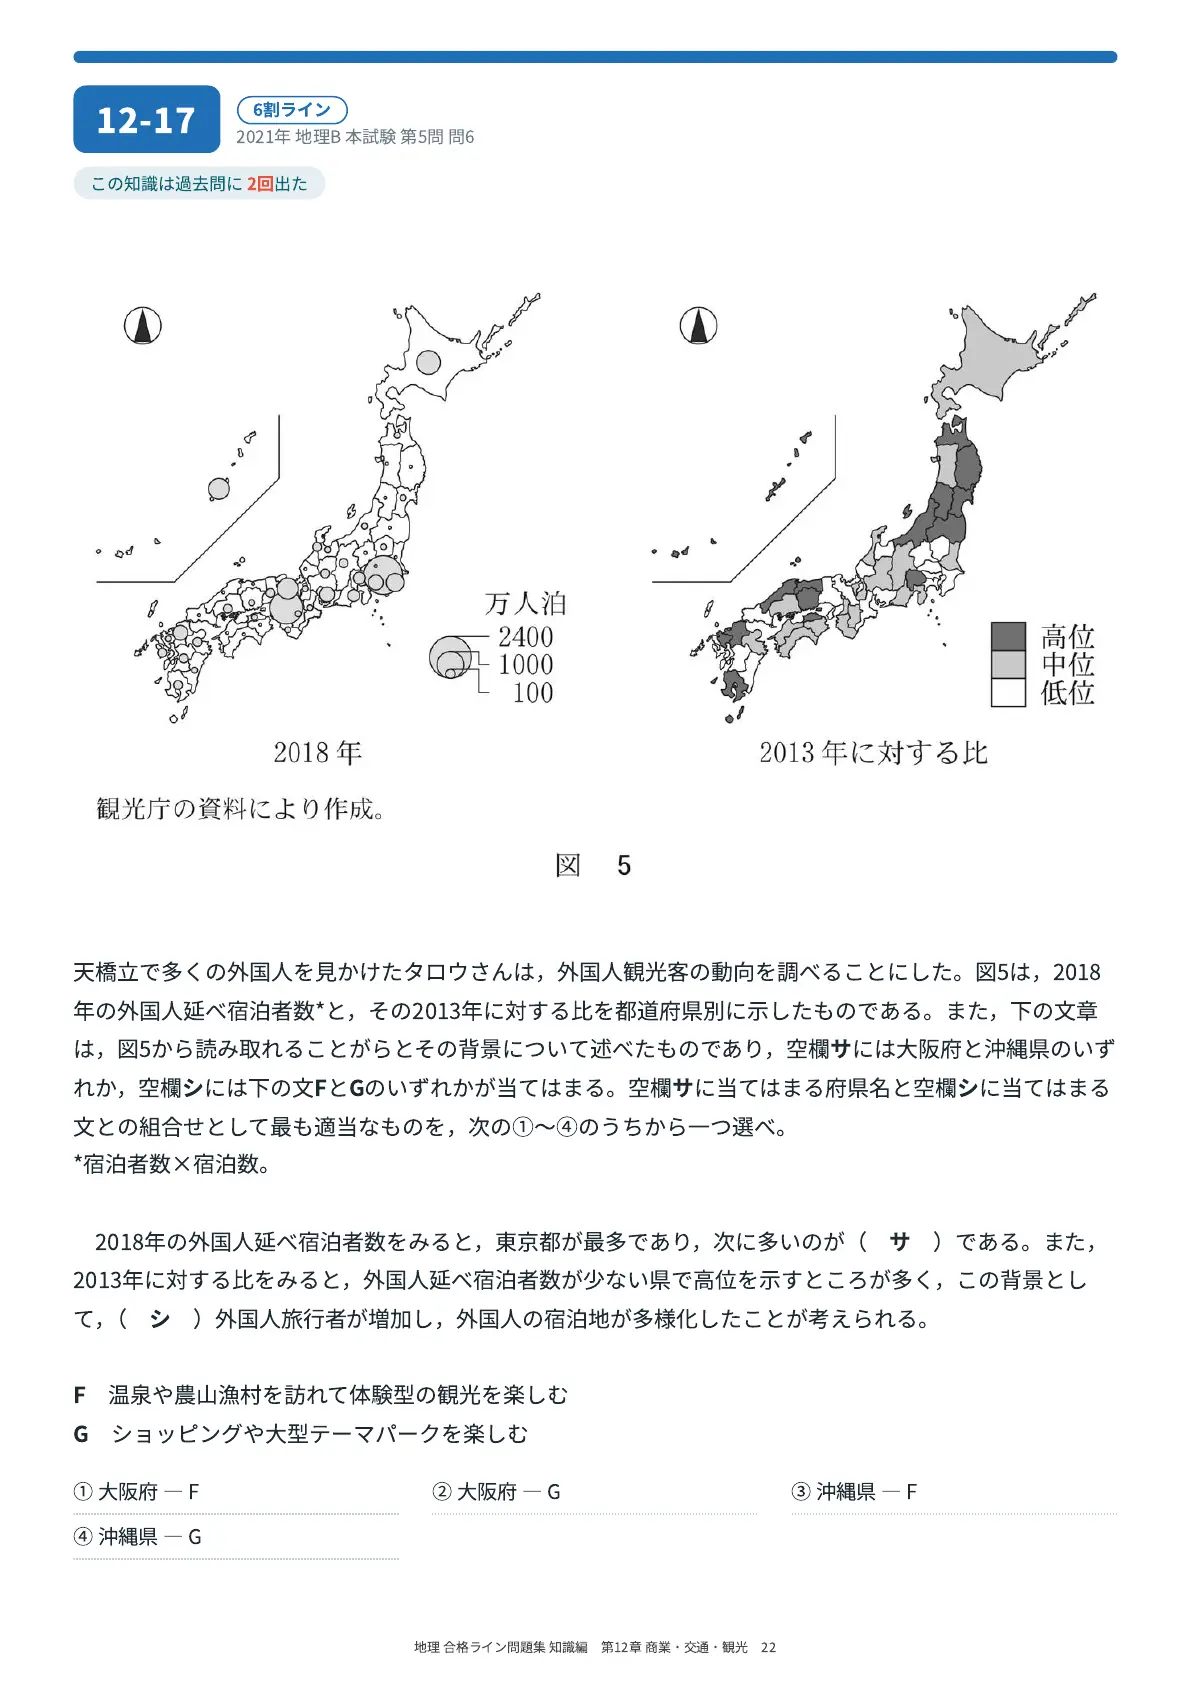 12-17
6割ライン
2021年 地理B 本試験 第5問 問6
この知識は過去問に 2回出た
万人泊
2400
1000
100
2018 年
高位
中位
低位
2013 年に対する比
観光庁の資料により作成。
図 5
天橋立で多くの外国人を見かけたタロウさんは，外国人観光客の動向を調べることにした。図5は，2018
年の外国人延べ宿泊者数*と，その2013年に対する比を都道府県別に示したものである。また，下の文章
は，図5から読み取れることがらとその背景について述べたものであり，空欄サには大阪府と沖縄県のいず
れか，空欄シには下の文FとGのいずれかが当てはまる。空欄サに当てはまる府県名と空欄シに当てはまる
文との組合せとして最も適当なものを，次の①〜④のうちから一つ選べ。
*宿泊者数×宿泊数。
2018年の外国人延べ宿泊者数をみると，東京都が最多であり，次に多いのが（　サ　）である。また，
2013年に対する比をみると，外国人延べ宿泊者数が少ない県で高位を示すところが多く，この背景とし
て，（　シ　）外国人旅行者が増加し，外国人の宿泊地が多様化したことが考えられる。
F　温泉や農山漁村を訪れて体験型の観光を楽しむ
G　ショッピングや大型テーマパークを楽しむ
① 大阪府 ― F　② 大阪府 ― G　③ 沖縄県 ― F
④ 沖縄県 ― G
地理 合格ライン問題集 知識編　第12章 商業・交通・観光　22